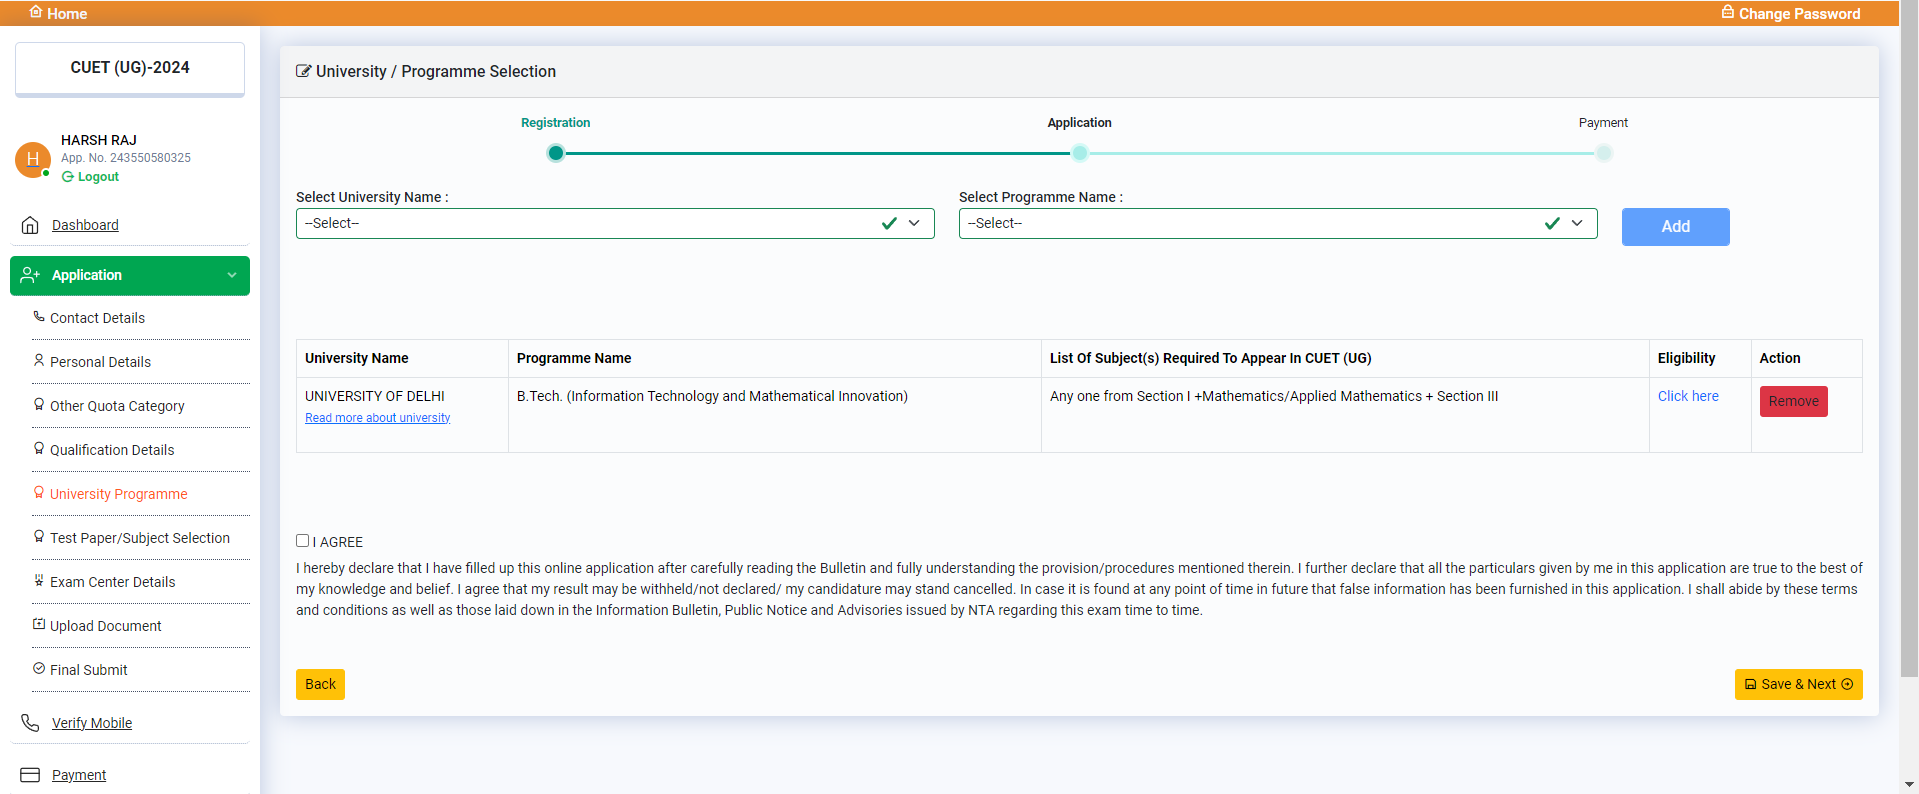 Home
Change Password
CUET (UG)-2024
HARSH RAJ
H
App. No. 243550580325
Logout
Dashboard
Application
Contact Details
Personal Details
Other Quota Category
Qualification Details
University Programme
Test Paper/Subject Selection
Exam Center Details
Upload Document
Final Submit
Verify Mobile
Payment
University / Programme Selection
Registration
Application
Payment
Select University Name :
--Select--
Select Programme Name :
--Select--
Add
University Name
Programme Name
List Of Subject(s) Required To Appear In CUET (UG)
Eligibility
Action
UNIVERSITY OF DELHI
Read more about university
B.Tech. (Information Technology and Mathematical Innovation)
Any one from Section I +Mathematics/Applied Mathematics + Section III
Click here
Remove
I AGREE
I hereby declare that I have filled up this online application after carefully reading the Bulletin and fully understanding the provision/procedures mentioned therein. I further declare that all the particulars given by me in this application are true to the best of
my knowledge and belief. I agree that my result may be withheld/not declared/ my candidature may stand cancelled. In case it is found at any point of time in future that false information has been furnished in this application. I shall abide by these terms
and conditions as well as those laid down in the Information Bulletin, Public Notice and Advisories issued by NTA regarding this exam time to time.
Back
Save & Next